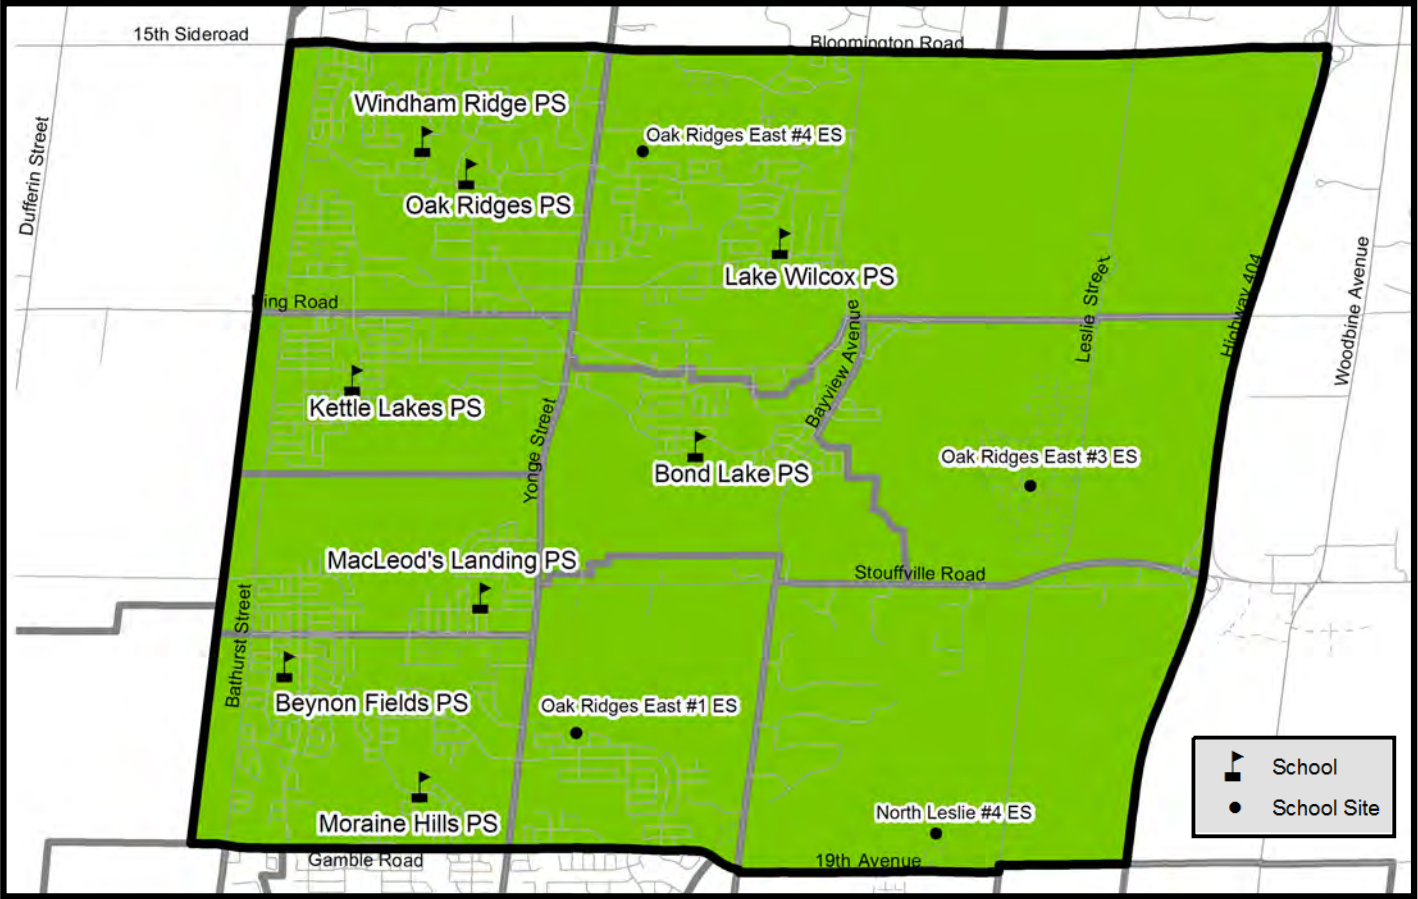 15th Sideroad
Bloomington Road
Windham Ridge PS
Oak Ridges East #4 ES
Dufferin Street
Oak Ridges PS
Lake Wilcox PS
ing Road
Leslie Street
Highway 404
Woodbine Avenue
Bayview Avenue
Kettle Lakes PS
Yonge Street
Bond Lake PS
Oak Ridges East #3 ES
MacLeod's Landing PS
Stouffville Road
Bathurst Street
Beynon Fields PS
Oak Ridges East #1 ES
School
School Site
North Leslie #4 ES
Moraine Hills PS
Gamble Road
19th Avenue